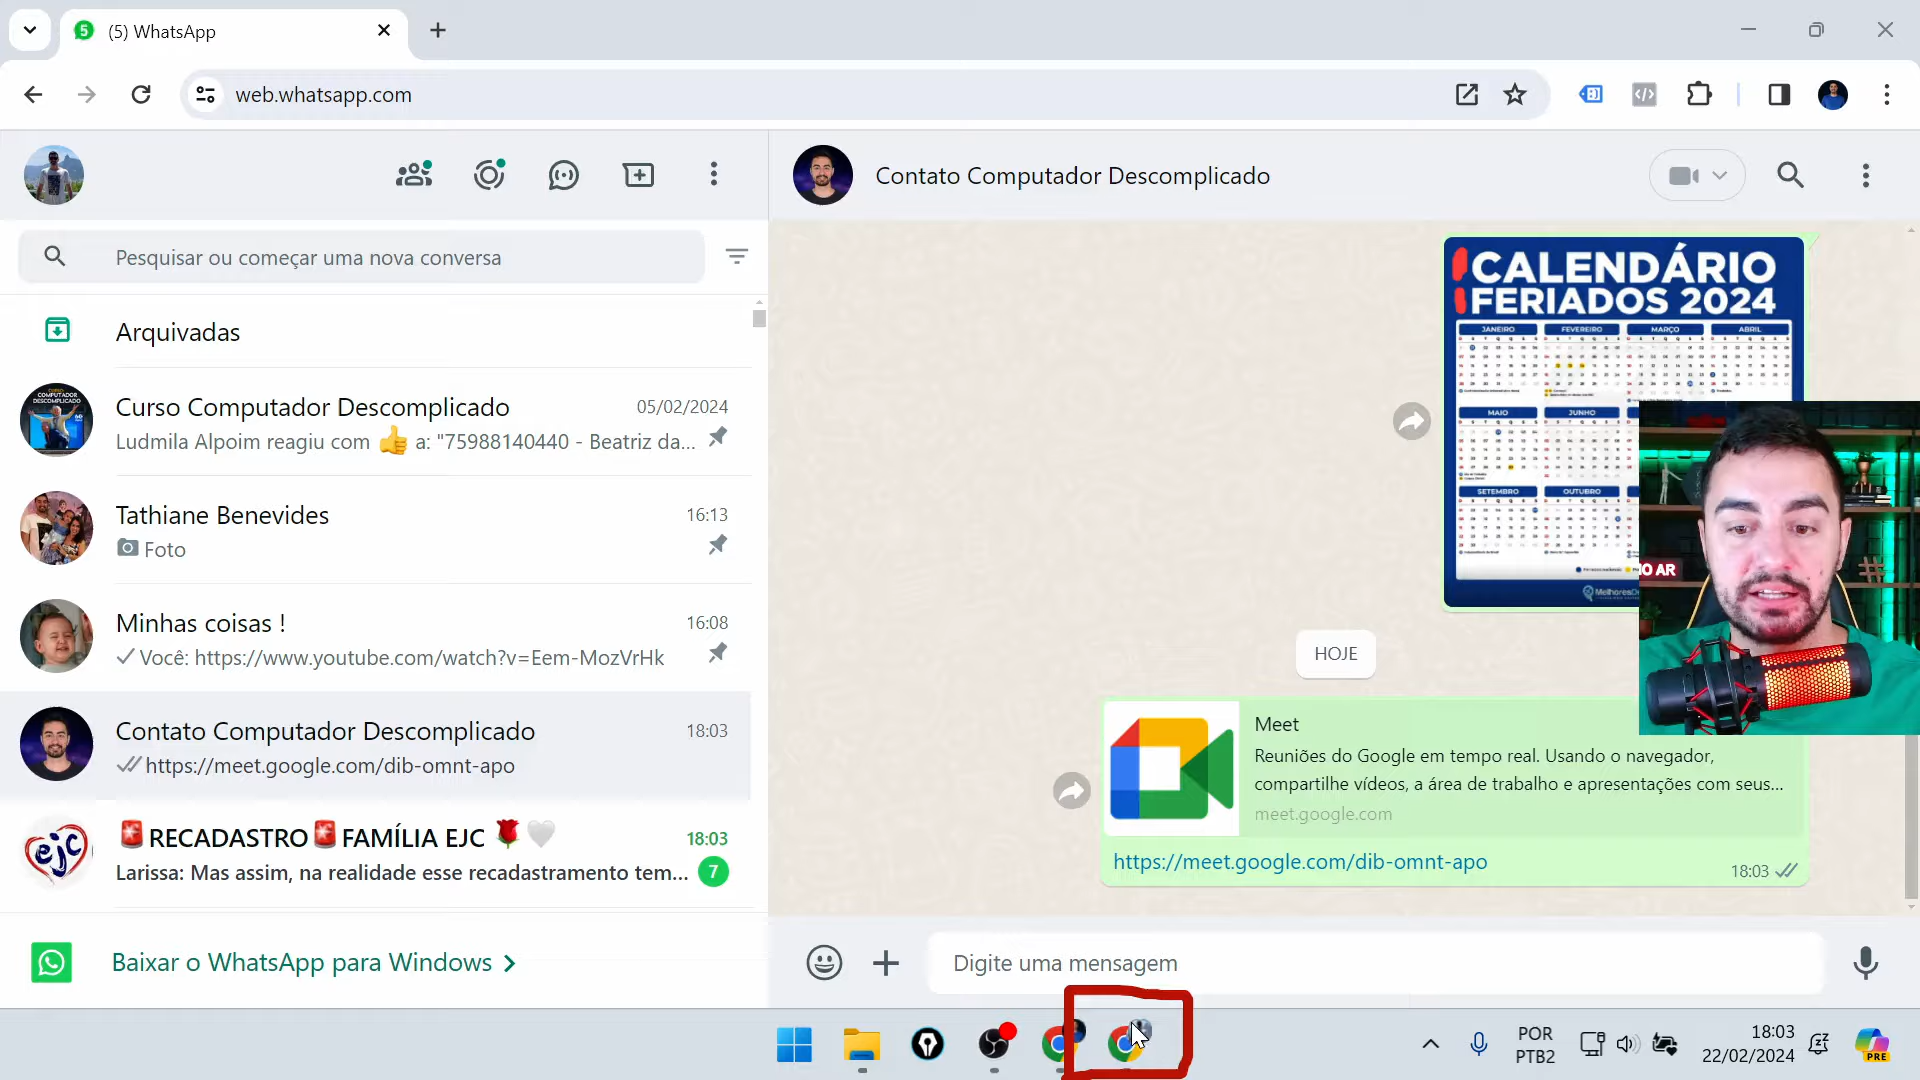 5
(5) WhatsApp
web.whatsapp.com
Contato Computador Descomplicado
Pesquisar ou começar uma nova conversa
Arquivadas
Curso Computador Descomplicado
05/02/2024
Ludmila Alpoim reagiu com 👍 a: "75988140440 - Beatriz da...
Tathiane Benevides
16:13
Foto
Minhas coisas !
16:08
Você: https://www.youtube.com/watch?v=Eem-MozVrHk
Contato Computador Descomplicado
18:03
https://meet.google.com/dib-omnt-apo
ejc
🚨RECADASTRO🚨FAMÍLIA EJC 🌹🤍
18:03
Larissa: Mas assim, na realidade esse recadastramento tem...
7
Baixar o WhatsApp para Windows
CALENDÁRIO
FERIADOS 2024
JANEIRO
FEVEREIRO
MARÇO
ABRIL
MAIO
JUNHO
SETEMBRO
OUTUBRO
NO AR
HOJE
Meet
Reuniões do Google em tempo real. Usando o navegador,
compartilhe vídeos, a área de trabalho e apresentações com seus...
meet.google.com
https://meet.google.com/dib-omnt-apo
18:03
Digite uma mensagem
POR
PTB2
18:03
22/02/2024
PRE